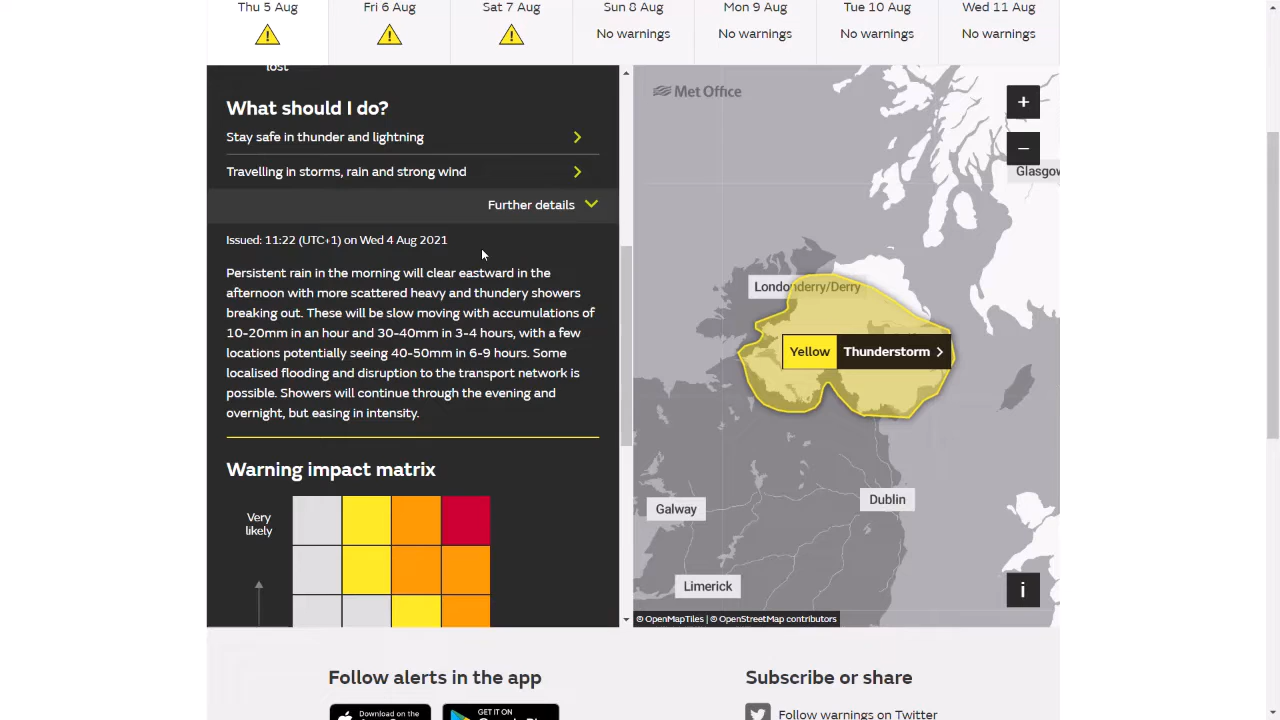 Thu 5 Aug
Fri 6 Aug
Sat 7 Aug
Sun 8 Aug
Mon 9 Aug
Tue 10 Aug
Wed 11 Aug
No warnings
No warnings
No warnings
No warnings
lost
What should I do?
Stay safe in thunder and lightning
Travelling in storms, rain and strong wind
Further details
Issued: 11:22 (UTC+1) on Wed 4 Aug 2021
Persistent rain in the morning will clear eastward in the
afternoon with more scattered heavy and thundery showers
breaking out. These will be slow moving with accumulations of
10-20mm in an hour and 30-40mm in 3-4 hours, with a few
locations potentially seeing 40-50mm in 6-9 hours. Some
localised flooding and disruption to the transport network is
possible. Showers will continue through the evening and
overnight, but easing in intensity.
Warning impact matrix
Very
likely
Met Office
+
−
Glasgow
Londonderry/Derry
Yellow Thunderstorm
Dublin
Galway
Limerick
i
© OpenMapTiles | © OpenStreetMap contributors
Follow alerts in the app
Download on the
GET IT ON
Subscribe or share
Follow warnings on Twitter